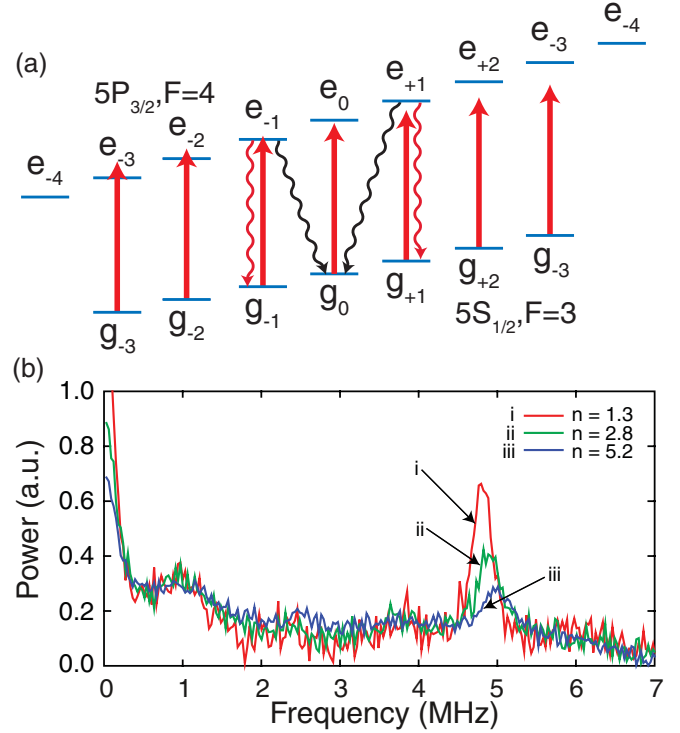 (a)
5P3/2,F=4
e-4 e-3 e-2 e-1 e0 e+1 e+2 e-3 e-4
g-3 g-2 g-1 g0 g+1 g+2 g-3
5S1/2,F=3
(b)
Power (a.u.)
1.0
0.8
0.6
0.4
0.2
0.0
i n = 1.3
ii n = 2.8
iii n = 5.2
i
ii
iii
0 1 2 3 4 5 6 7
Frequency (MHz)